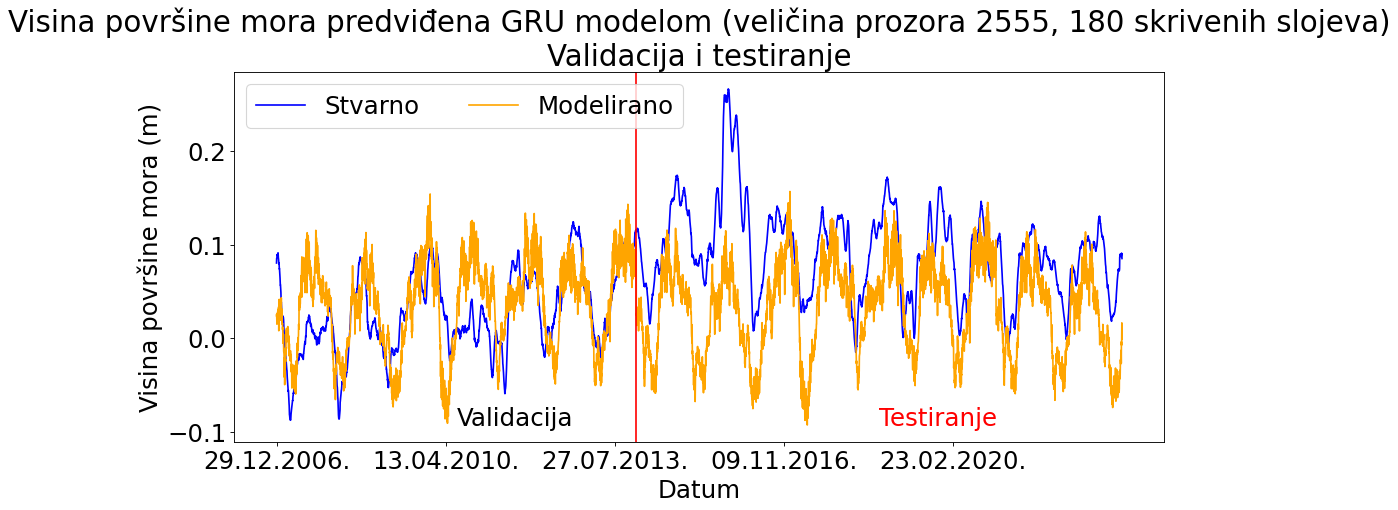 Visina površine mora predviđena GRU modelom (veličina prozora 2555, 180 skrivenih slojeva)
Validacija i testiranje
Stvarno
Modelirano
Visina površine mora (m)
0.2
0.1
0.0
−0.1
Validacija
Testiranje
29.12.2006.
13.04.2010.
27.07.2013.
09.11.2016.
23.02.2020.
Datum